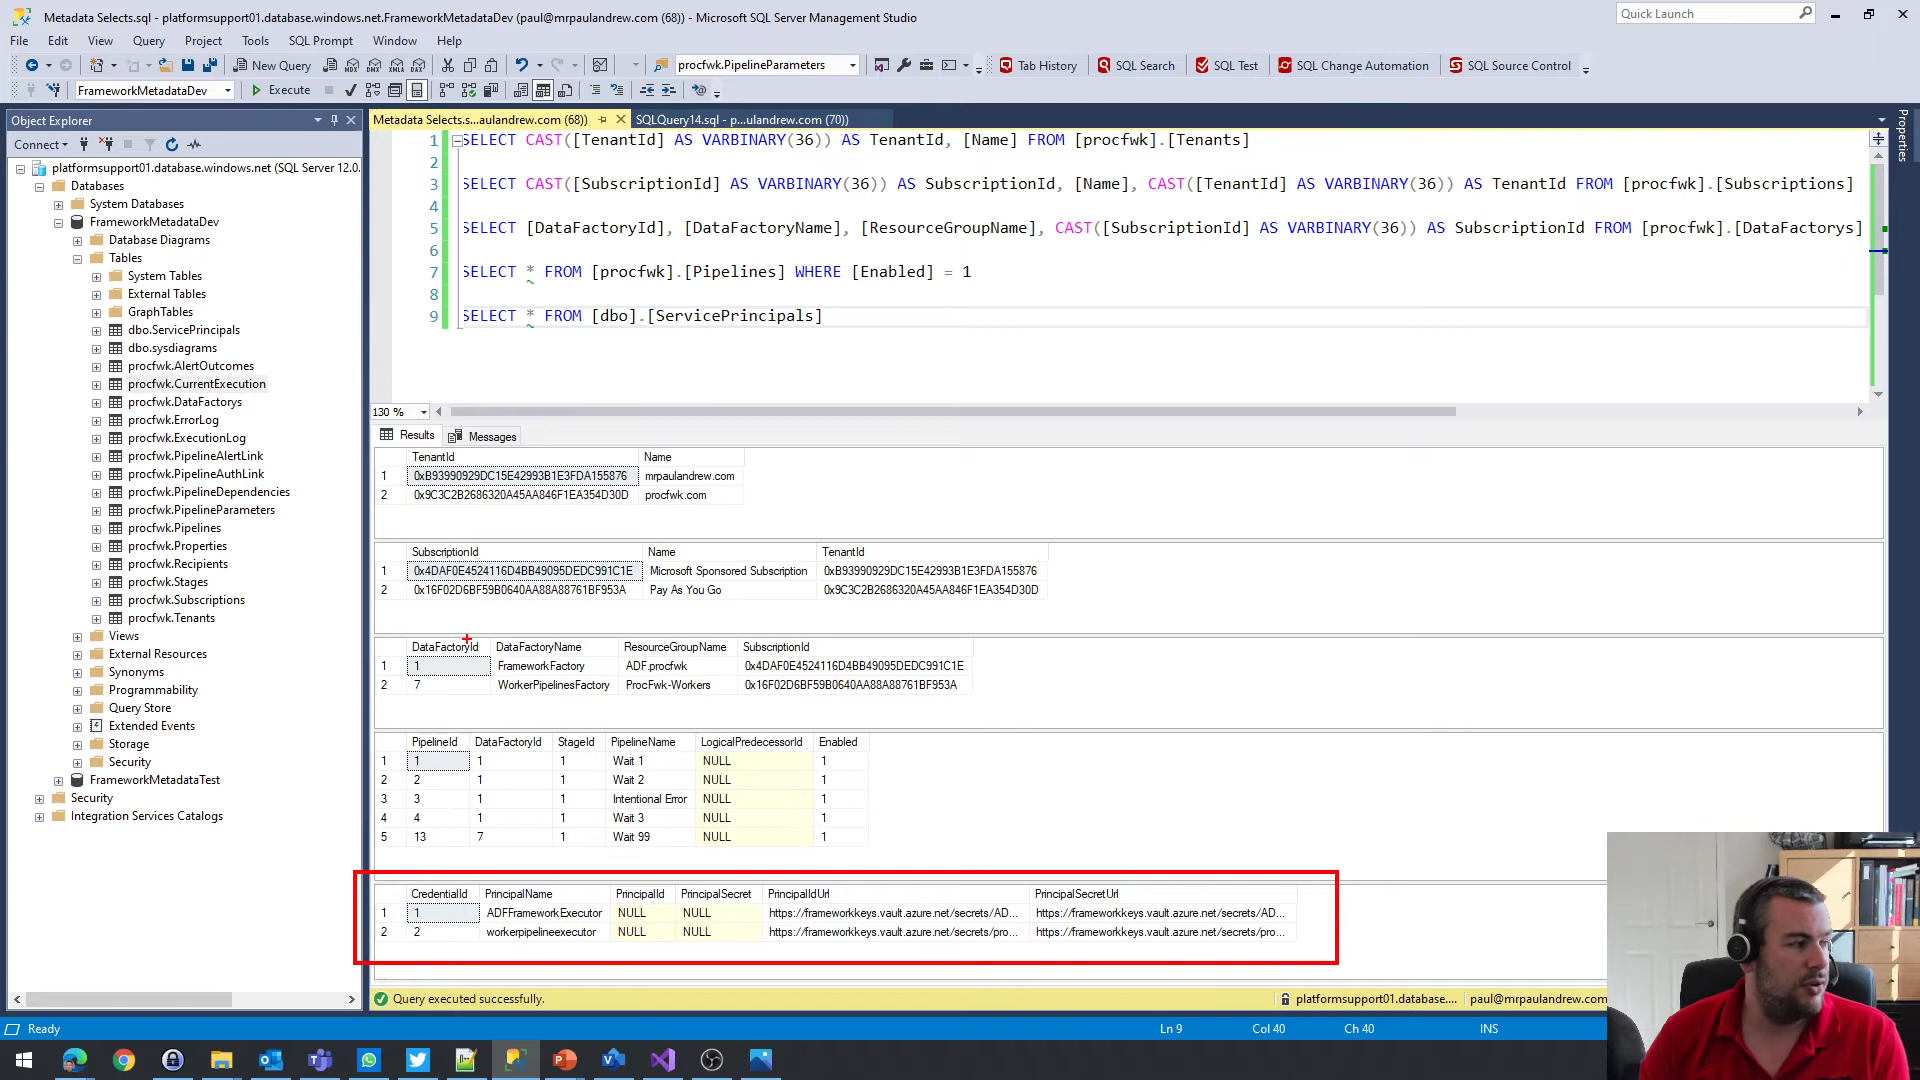 Metadata Selects.sql - platformsupport01.database.windows.net.FrameworkMetadataDev (paul@mrpaulandrew.com (68)) - Microsoft SQL Server Management Studio
Quick Launch
File Edit View Query Project Tools SQL Prompt Window Help
New Query MDX DMX XMLA DAX procfwk.PipelineParameters Tab History SQL Search SQL Test SQL Change Automation SQL Source Control
FrameworkMetadataDev Execute
Object Explorer
Connect
platformsupport01.database.windows.net (SQL Server 12.0.
Databases
System Databases
FrameworkMetadataDev
Database Diagrams
Tables
System Tables
External Tables
GraphTables
dbo.ServicePrincipals
dbo.sysdiagrams
procfwk.AlertOutcomes
procfwk.CurrentExecution
procfwk.DataFactorys
procfwk.ErrorLog
procfwk.ExecutionLog
procfwk.PipelineAlertLink
procfwk.PipelineAuthLink
procfwk.PipelineDependencies
procfwk.PipelineParameters
procfwk.Pipelines
procfwk.Properties
procfwk.Recipients
procfwk.Stages
procfwk.Subscriptions
procfwk.Tenants
Views
External Resources
Synonyms
Programmability
Query Store
Extended Events
Storage
Security
FrameworkMetadataTest
Security
Integration Services Catalogs
Metadata Selects.s...aulandrew.com (68)) SQLQuery14.sql - p...ulandrew.com (70))
Properties
1 SELECT CAST([TenantId] AS VARBINARY(36)) AS TenantId, [Name] FROM [procfwk].[Tenants]
2
3 SELECT CAST([SubscriptionId] AS VARBINARY(36)) AS SubscriptionId, [Name], CAST([TenantId] AS VARBINARY(36)) AS TenantId FROM [procfwk].[Subscriptions]
4
5 SELECT [DataFactoryId], [DataFactoryName], [ResourceGroupName], CAST([SubscriptionId] AS VARBINARY(36)) AS SubscriptionId FROM [procfwk].[DataFactorys]
6
7 SELECT * FROM [procfwk].[Pipelines] WHERE [Enabled] = 1
8
9 SELECT * FROM [dbo].[ServicePrincipals]
130 %
Results Messages
TenantId Name
1 0xB93990929DC15E42993B1E3FDA155876 mrpaulandrew.com
2 0x9C3C2B2686320A45AA846F1EA354D30D procfwk.com
SubscriptionId Name TenantId
1 0x4DAF0E4524116D4BB49095DEDC991C1E Microsoft Sponsored Subscription 0xB93990929DC15E42993B1E3FDA155876
2 0x16F02D6BF59B0640AA88A88761BF953A Pay As You Go 0x9C3C2B2686320A45AA846F1EA354D30D
DataFactoryId DataFactoryName ResourceGroupName SubscriptionId
1 1 FrameworkFactory ADF.procfwk 0x4DAF0E4524116D4BB49095DEDC991C1E
2 7 WorkerPipelinesFactory ProcFwk-Workers 0x16F02D6BF59B0640AA88A88761BF953A
PipelineId DataFactoryId StageId PipelineName LogicalPredecessorId Enabled
1 1 1 1 Wait 1 NULL 1
2 2 1 1 Wait 2 NULL 1
3 3 1 1 Intentional Error NULL 1
4 4 1 1 Wait 3 NULL 1
5 13 7 1 Wait 99 NULL 1
CredentialId PrincipalName PrincipalId PrincipalSecret PrincipalIdUrl PrincipalSecretUrl
1 1 ADFFrameworkExecutor NULL NULL https://frameworkkeys.vault.azure.net/secrets/AD... https://frameworkkeys.vault.azure.net/secrets/AD...
2 2 workerpipelineexecutor NULL NULL https://frameworkkeys.vault.azure.net/secrets/pro... https://frameworkkeys.vault.azure.net/secrets/pro...
Query executed successfully. platformsupport01.database.... paul@mrpaulandrew.com
Ready Ln 9 Col 40 Ch 40 INS